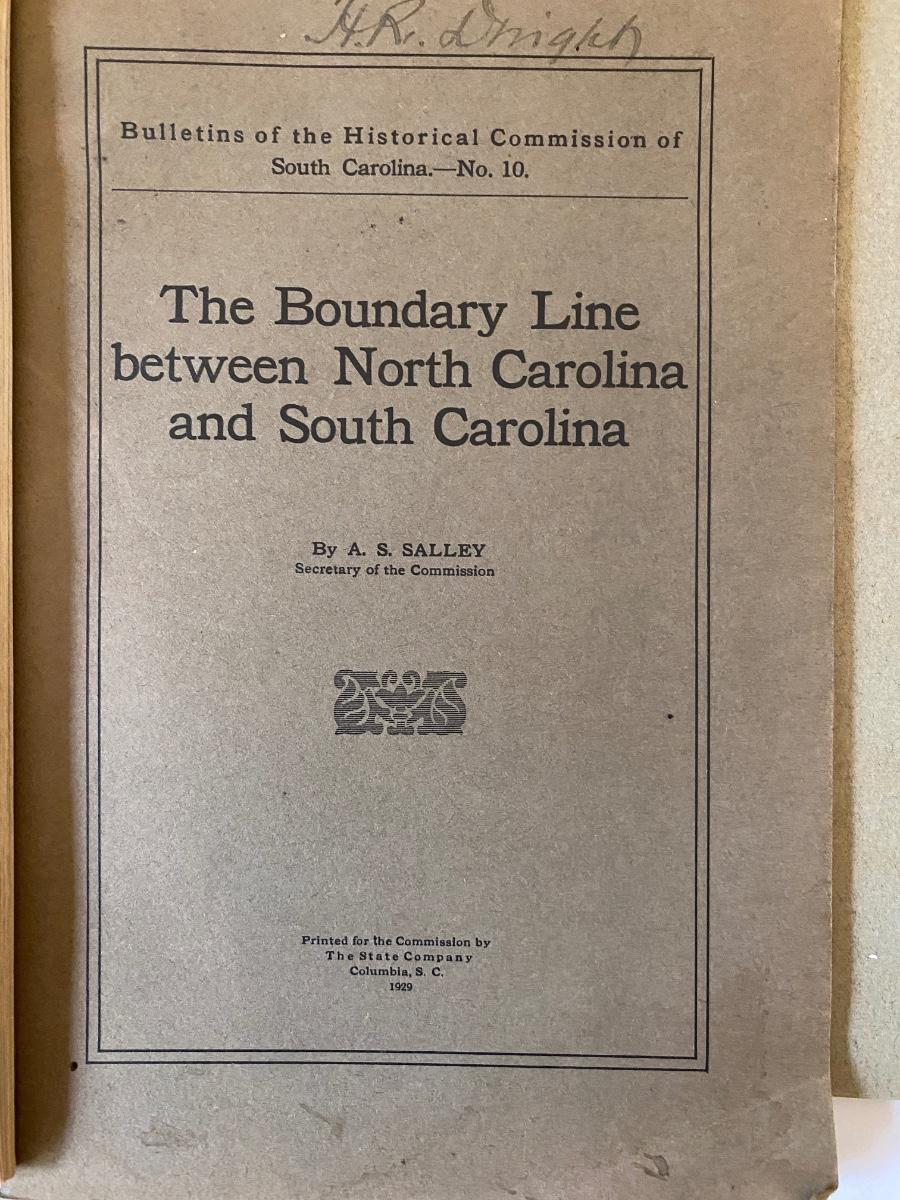 H. R. Dwight
Bulletins of the Historical Commission of
South Carolina.—No. 10.
The Boundary Line
between North Carolina
and South Carolina
By A. S. SALLEY
Secretary of the Commission
Printed for the Commission by
The State Company
Columbia, S. C.
1929